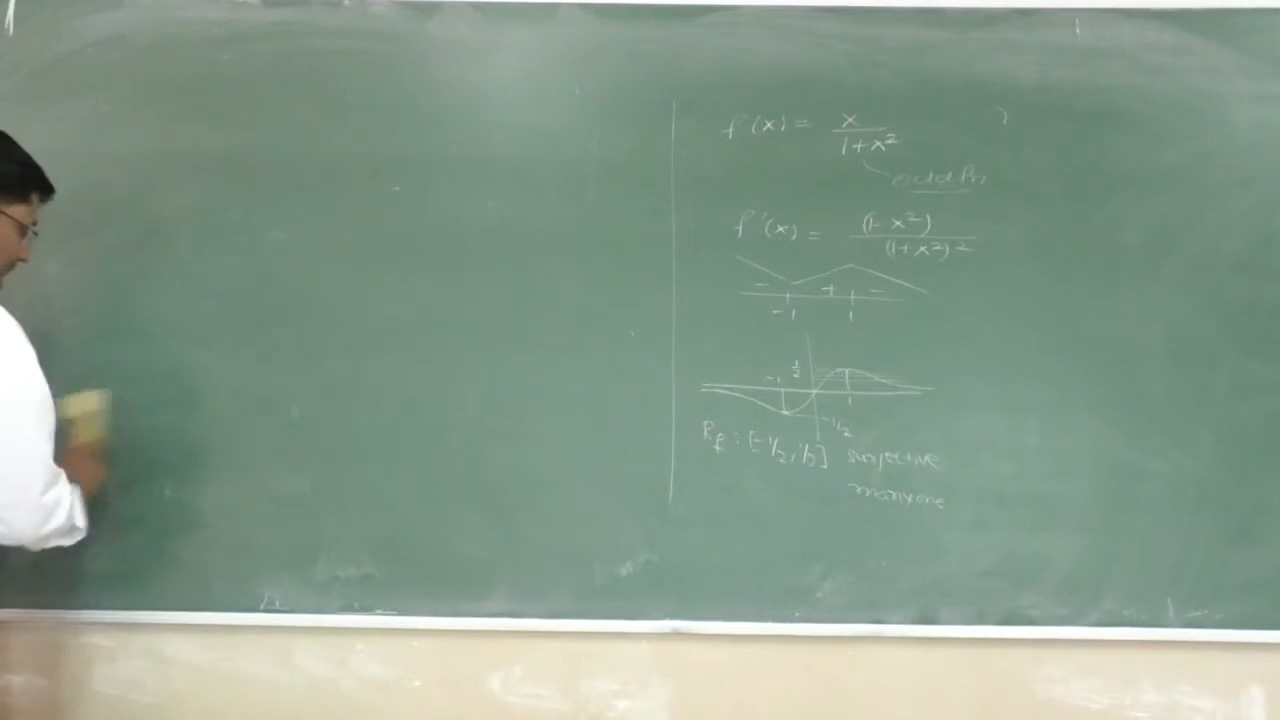 f(x) = x / 1+x²
odd fn
f'(x) = (1-x²) / (1+x²)²
- + -
-1 1
1/2
-1
1
-1/2
Rf : [-1/2, 1/2] surjective
manyone